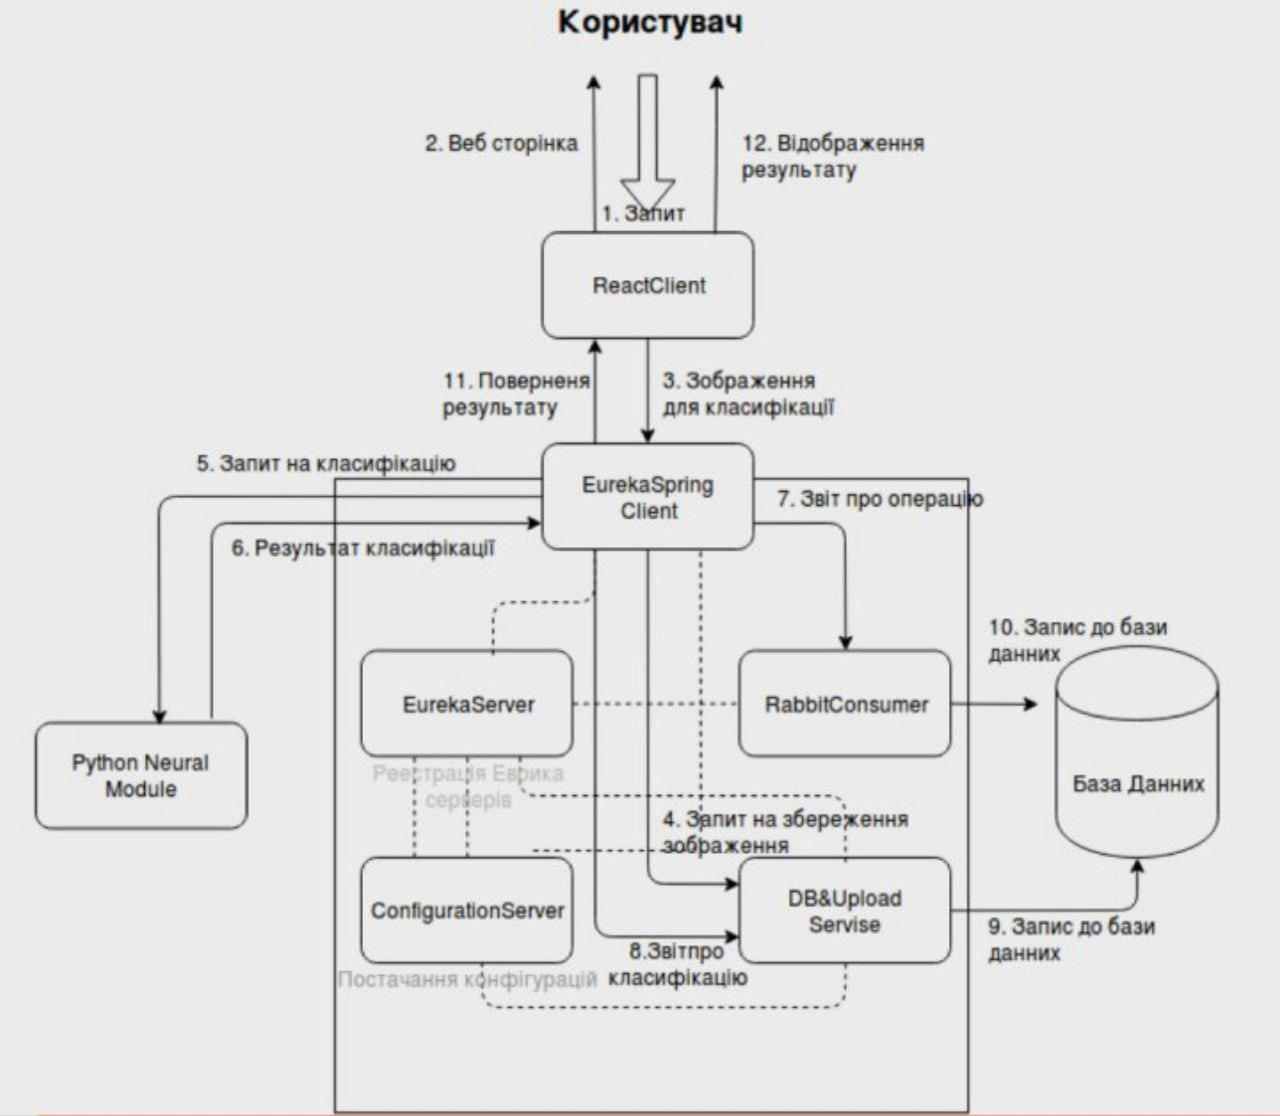 Користувач
2. Веб сторінка
12. Відображення
результату
1. Запит
ReactClient
11. Поверненя
результату
3. Зображення
для класифікації
5. Запит на класифікацію
EurekaSpring
Client
7. Звіт про операцію
6. Результат класифікації
10. Запис до бази
данних
EurekaServer
RabbitConsumer
Python Neural
Module
База Данних
Реестрація Еврика
серверів
4. Запит на збереження
зображення
ConfigurationServer
DB&Upload
Servise
9. Запис до бази
данних
8.Звітпро
класифікацію
Постачання конфігурацій